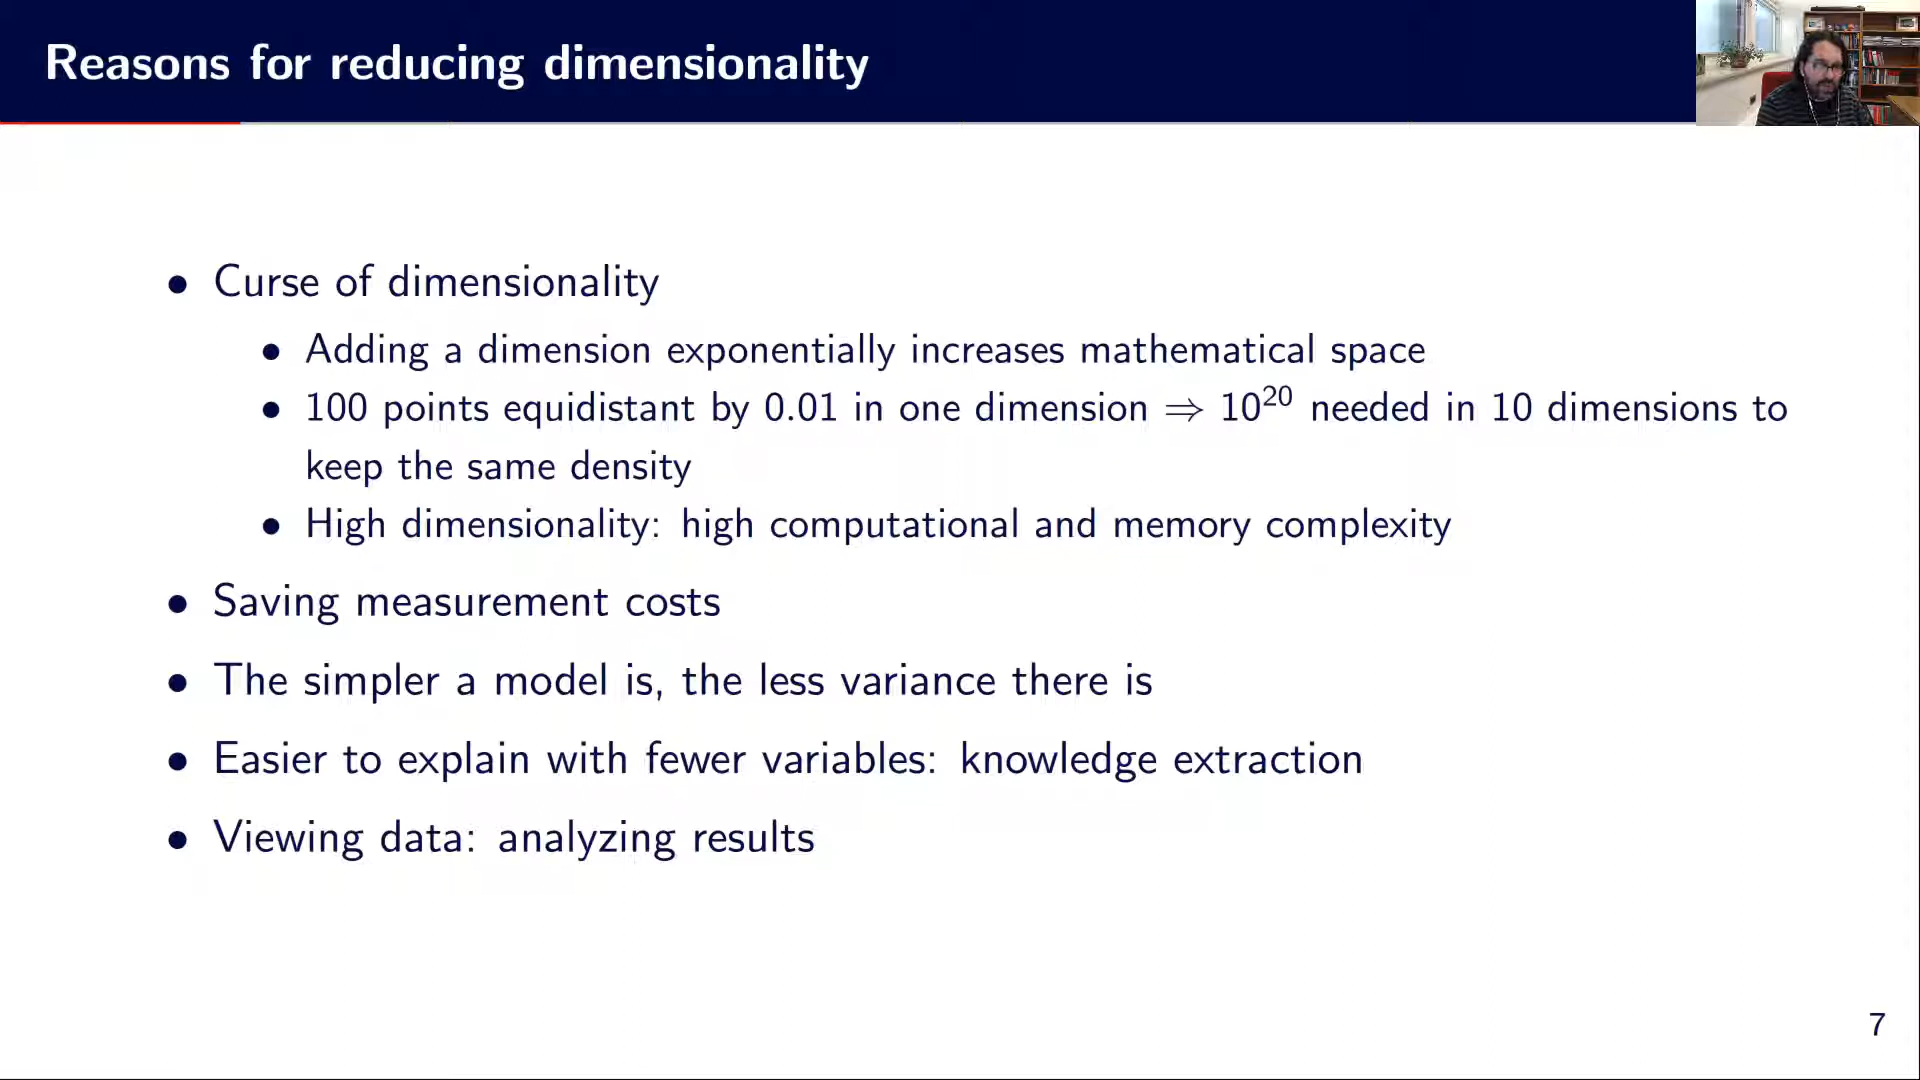 Reasons for reducing dimensionality
• Curse of dimensionality
• Adding a dimension exponentially increases mathematical space
• 100 points equidistant by 0.01 in one dimension ⇒ 10²⁰ needed in 10 dimensions to
keep the same density
• High dimensionality: high computational and memory complexity
• Saving measurement costs
• The simpler a model is, the less variance there is
• Easier to explain with fewer variables: knowledge extraction
• Viewing data: analyzing results
7